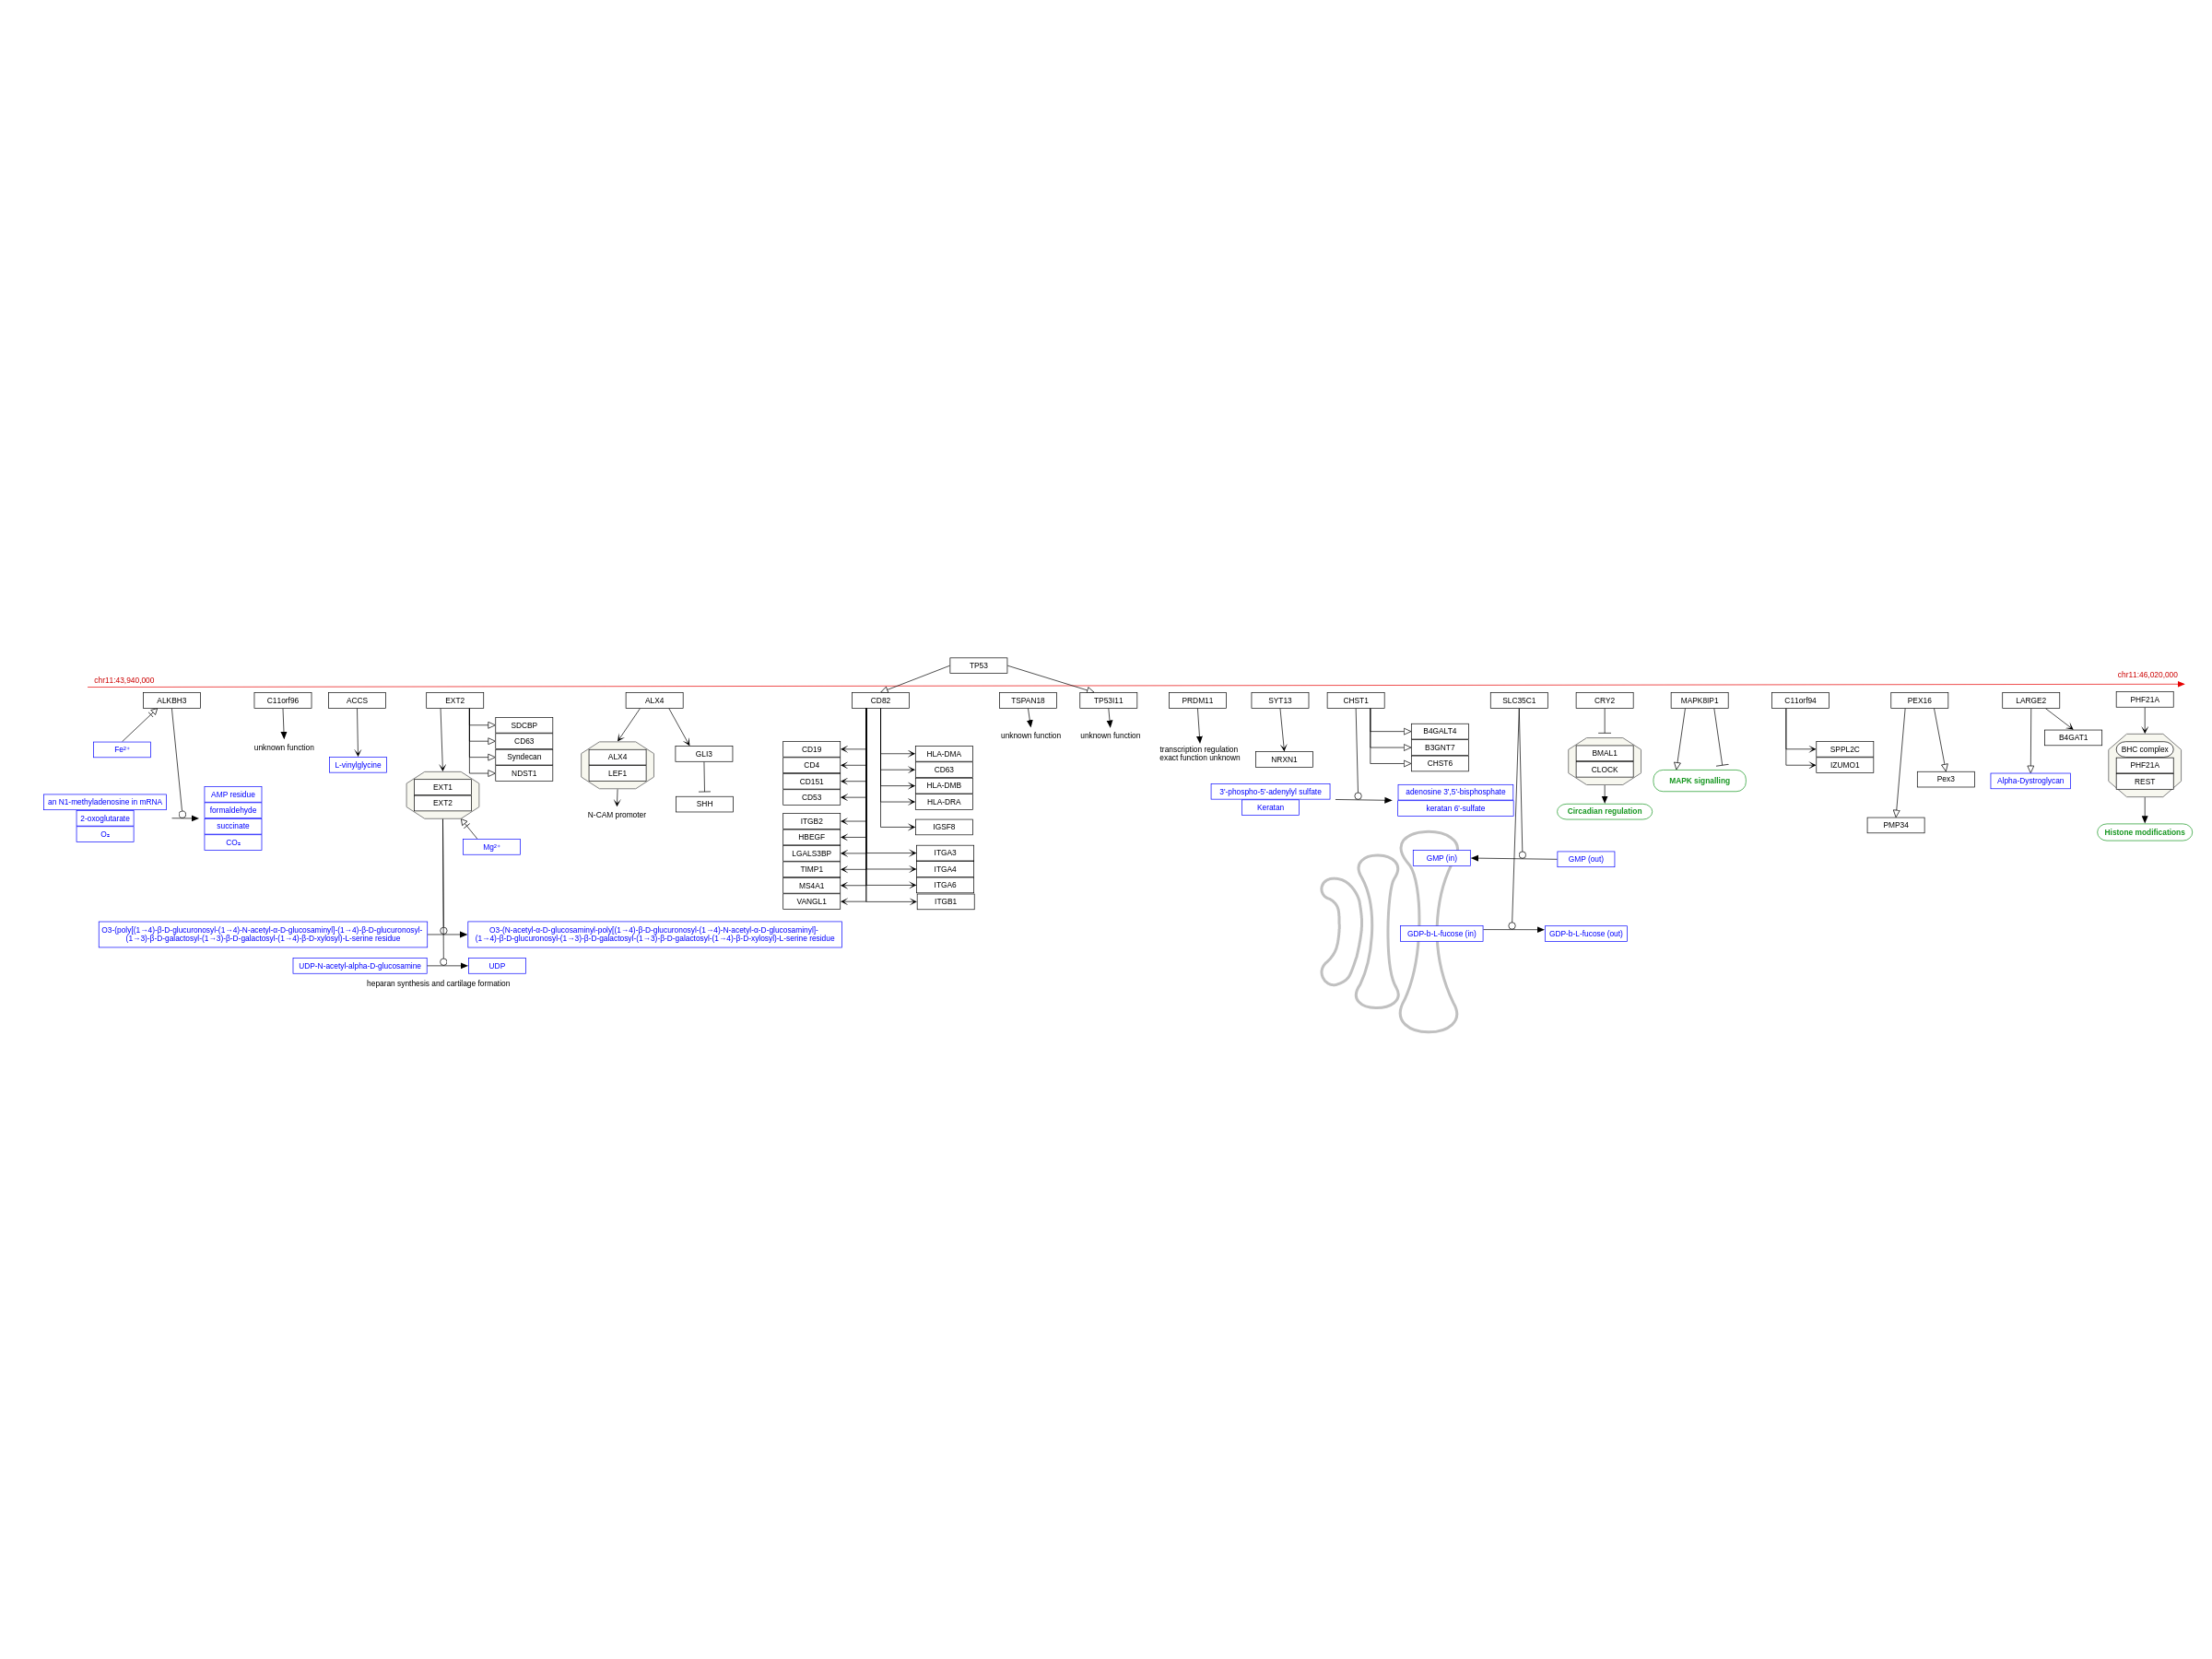 TP53
chr11:43,940,000
chr11:46,020,000
ALKBH3
C11orf96
ACCS
EXT2
ALX4
CD82
TSPAN18
TP53I11
PRDM11
SYT13
CHST1
SLC35C1
CRY2
MAPK8IP1
C11orf94
PEX16
LARGE2
PHF21A
Fe²⁺
an N1-methyladenosine in mRNA
2-oxoglutarate
O₂
AMP residue
formaldehyde
succinate
CO₂
unknown function
L-vinylglycine
SDCBP
CD63
Syndecan
NDST1
EXT1
EXT2
Mg²⁺
O3-(poly[(1→4)-β-D-glucuronosyl-(1→4)-N-acetyl-α-D-glucosaminyl]-(1→4)-β-D-glucuronosyl-
(1→3)-β-D-galactosyl-(1→3)-β-D-galactosyl-(1→4)-β-D-xylosyl)-L-serine residue
O3-(N-acetyl-α-D-glucosaminyl-poly[(1→4)-β-D-glucuronosyl-(1→4)-N-acetyl-α-D-glucosaminyl]-
(1→4)-β-D-glucuronosyl-(1→3)-β-D-galactosyl-(1→3)-β-D-galactosyl-(1→4)-β-D-xylosyl)-L-serine residue
UDP-N-acetyl-alpha-D-glucosamine
UDP
heparan synthesis and cartilage formation
ALX4
LEF1
N-CAM promoter
GLI3
SHH
CD19
CD4
CD151
CD53
ITGB2
HBEGF
LGALS3BP
TIMP1
MS4A1
VANGL1
HLA-DMA
CD63
HLA-DMB
HLA-DRA
IGSF8
ITGA3
ITGA4
ITGA6
ITGB1
unknown function
unknown function
transcription regulation
exact function unknown
NRXN1
B4GALT4
B3GNT7
CHST6
3'-phospho-5'-adenylyl sulfate
Keratan
adenosine 3',5'-bisphosphate
keratan 6'-sulfate
GMP (in)
GMP (out)
GDP-b-L-fucose (in)
GDP-b-L-fucose (out)
BMAL1
CLOCK
Circadian regulation
MAPK signalling
SPPL2C
IZUMO1
PMP34
Pex3
Alpha-Dystroglycan
B4GAT1
BHC complex
PHF21A
REST
Histone modifications